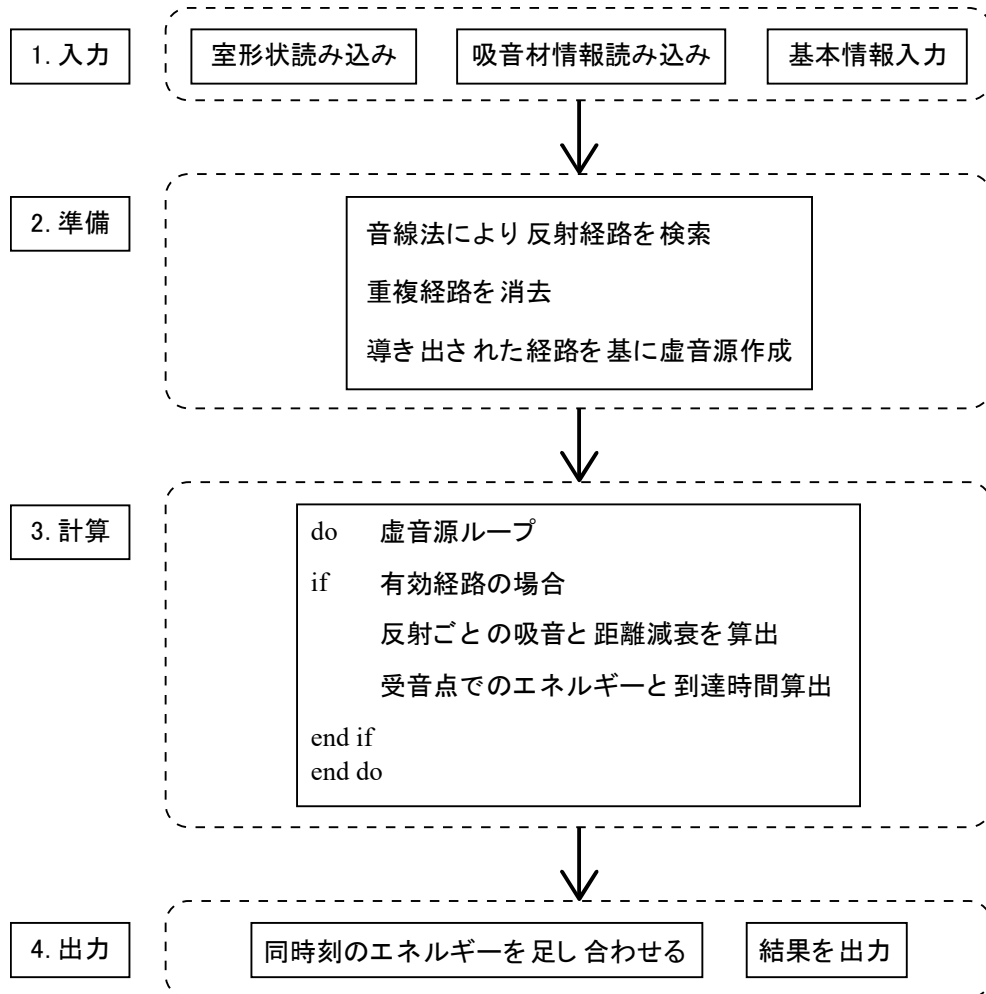 1. 入力
室形状読み込み
吸音材情報読み込み
基本情報入力
2. 準備
音線法により反射経路を検索
重複経路を消去
導き出された経路を基に虚音源作成
3. 計算
do 虚音源ループ
if 有効経路の場合
反射ごとの吸音と距離減衰を算出
受音点でのエネルギーと到達時間算出
end if
end do
4. 出力
同時刻のエネルギーを足し合わせる
結果を出力